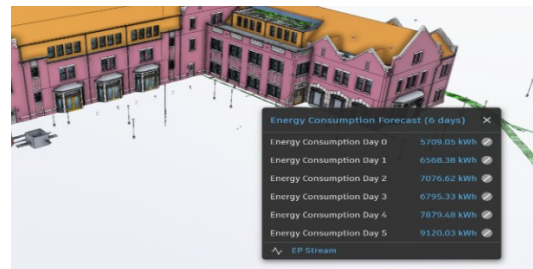 Energy Consumption Forecast (6 days)
Energy Consumption Day 0 5709.05 kWh
Energy Consumption Day 1 6568.38 kWh
Energy Consumption Day 2 7076.62 kWh
Energy Consumption Day 3 6795.33 kWh
Energy Consumption Day 4 7879.48 kWh
Energy Consumption Day 5 9120.03 kWh
EP Stream